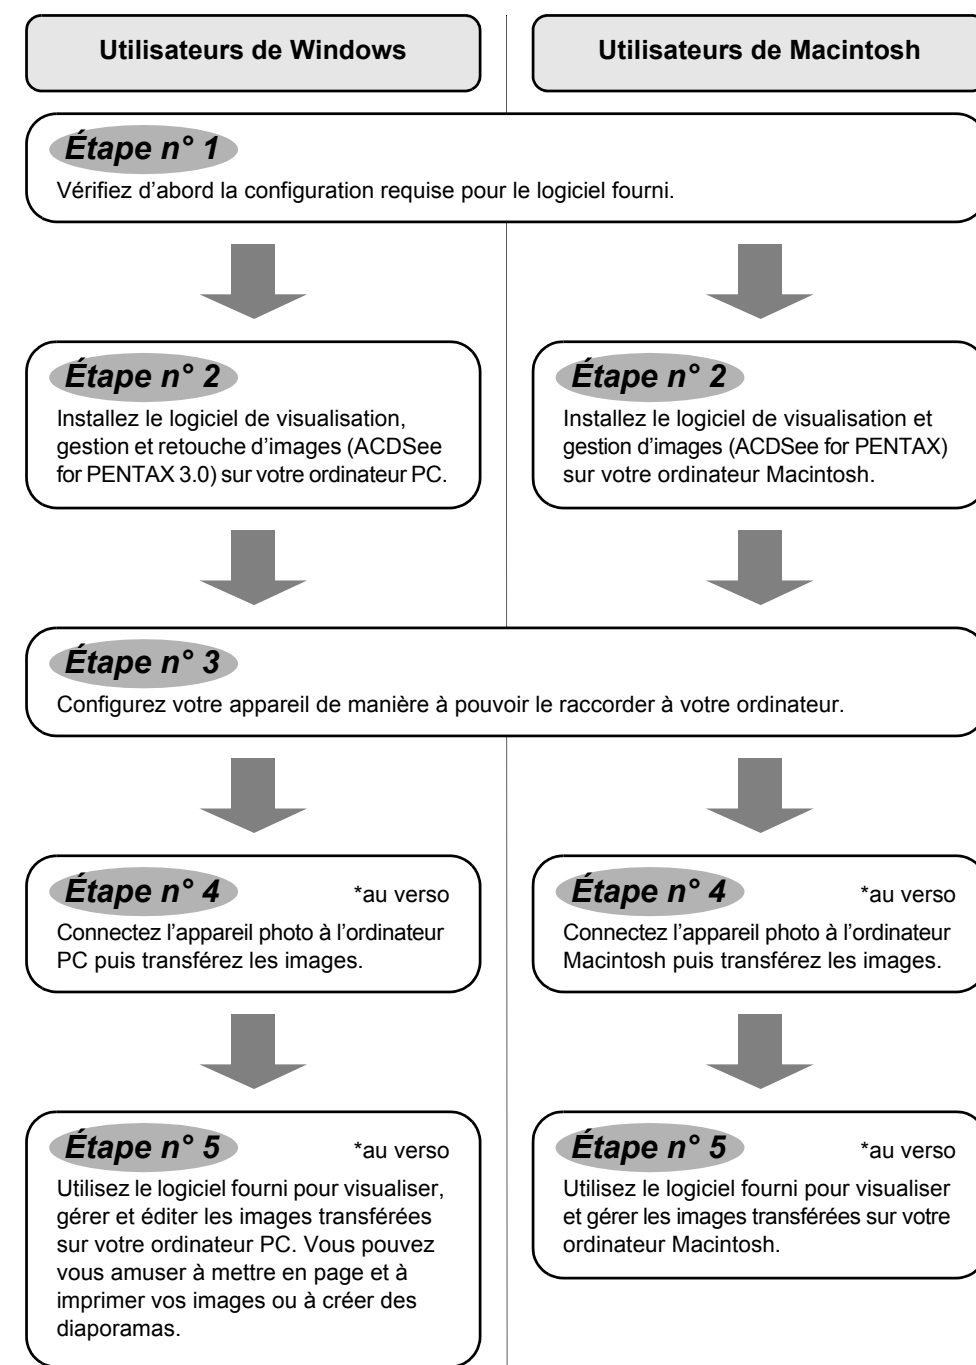 Utilisateurs de Windows
Utilisateurs de Macintosh
Étape n° 1
Vérifiez d’abord la configuration requise pour le logiciel fourni.
Étape n° 2
Installez le logiciel de visualisation,
gestion et retouche d’images (ACDSee
for PENTAX 3.0) sur votre ordinateur PC.
Étape n° 2
Installez le logiciel de visualisation et
gestion d’images (ACDSee for PENTAX)
sur votre ordinateur Macintosh.
Étape n° 3
Configurez votre appareil de manière à pouvoir le raccorder à votre ordinateur.
Étape n° 4 *au verso
Connectez l’appareil photo à l’ordinateur
PC puis transférez les images.
Étape n° 4 *au verso
Connectez l’appareil photo à l’ordinateur
Macintosh puis transférez les images.
Étape n° 5 *au verso
Utilisez le logiciel fourni pour visualiser,
gérer et éditer les images transférées
sur votre ordinateur PC. Vous pouvez
vous amuser à mettre en page et à
imprimer vos images ou à créer des
diaporamas.
Étape n° 5 *au verso
Utilisez le logiciel fourni pour visualiser
et gérer les images transférées sur votre
ordinateur Macintosh.